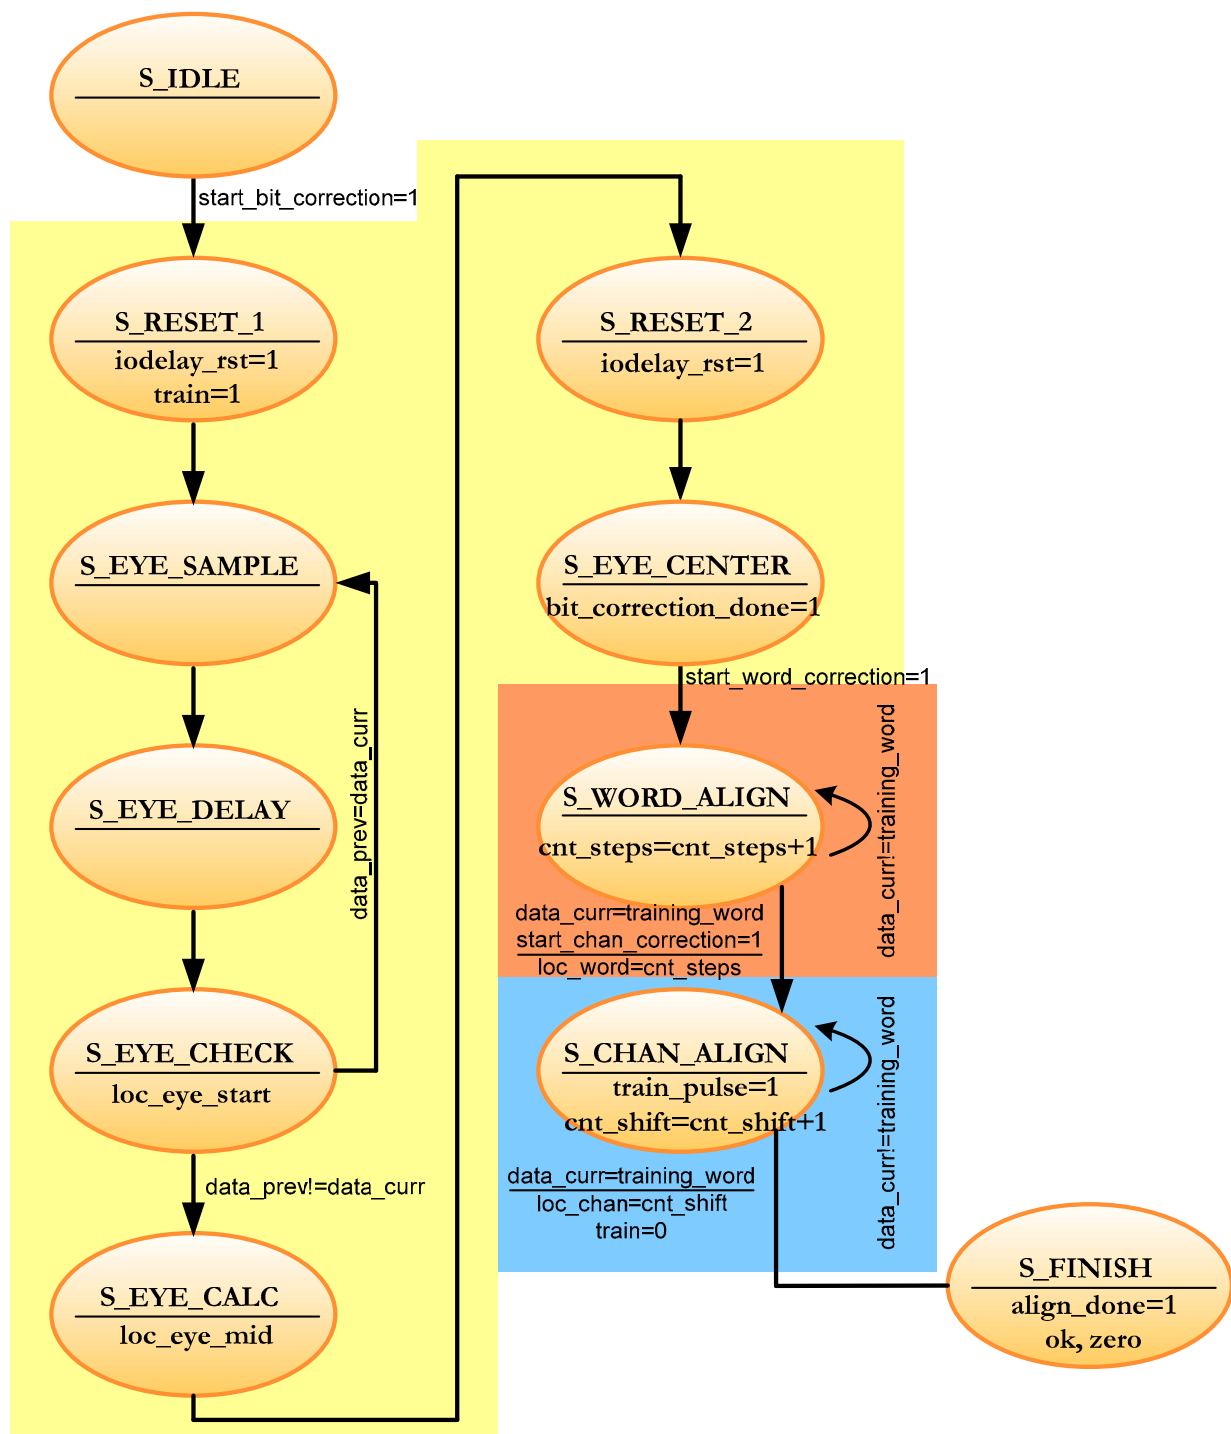 S_IDLE
start_bit_correction=1
S_RESET_1
iodelay_rst=1
train=1
S_EYE_SAMPLE
S_EYE_DELAY
data_prev=data_curr
S_EYE_CHECK
loc_eye_start
data_prev!=data_curr
S_EYE_CALC
loc_eye_mid
S_RESET_2
iodelay_rst=1
S_EYE_CENTER
bit_correction_done=1
start_word_correction=1
S_WORD_ALIGN
cnt_steps=cnt_steps+1
data_curr!=training_word
data_curr=training_word
start_chan_correction=1
loc_word=cnt_steps
S_CHAN_ALIGN
train_pulse=1
cnt_shift=cnt_shift+1
data_curr!=training_word
data_curr=training_word
loc_chan=cnt_shift
train=0
S_FINISH
align_done=1
ok, zero